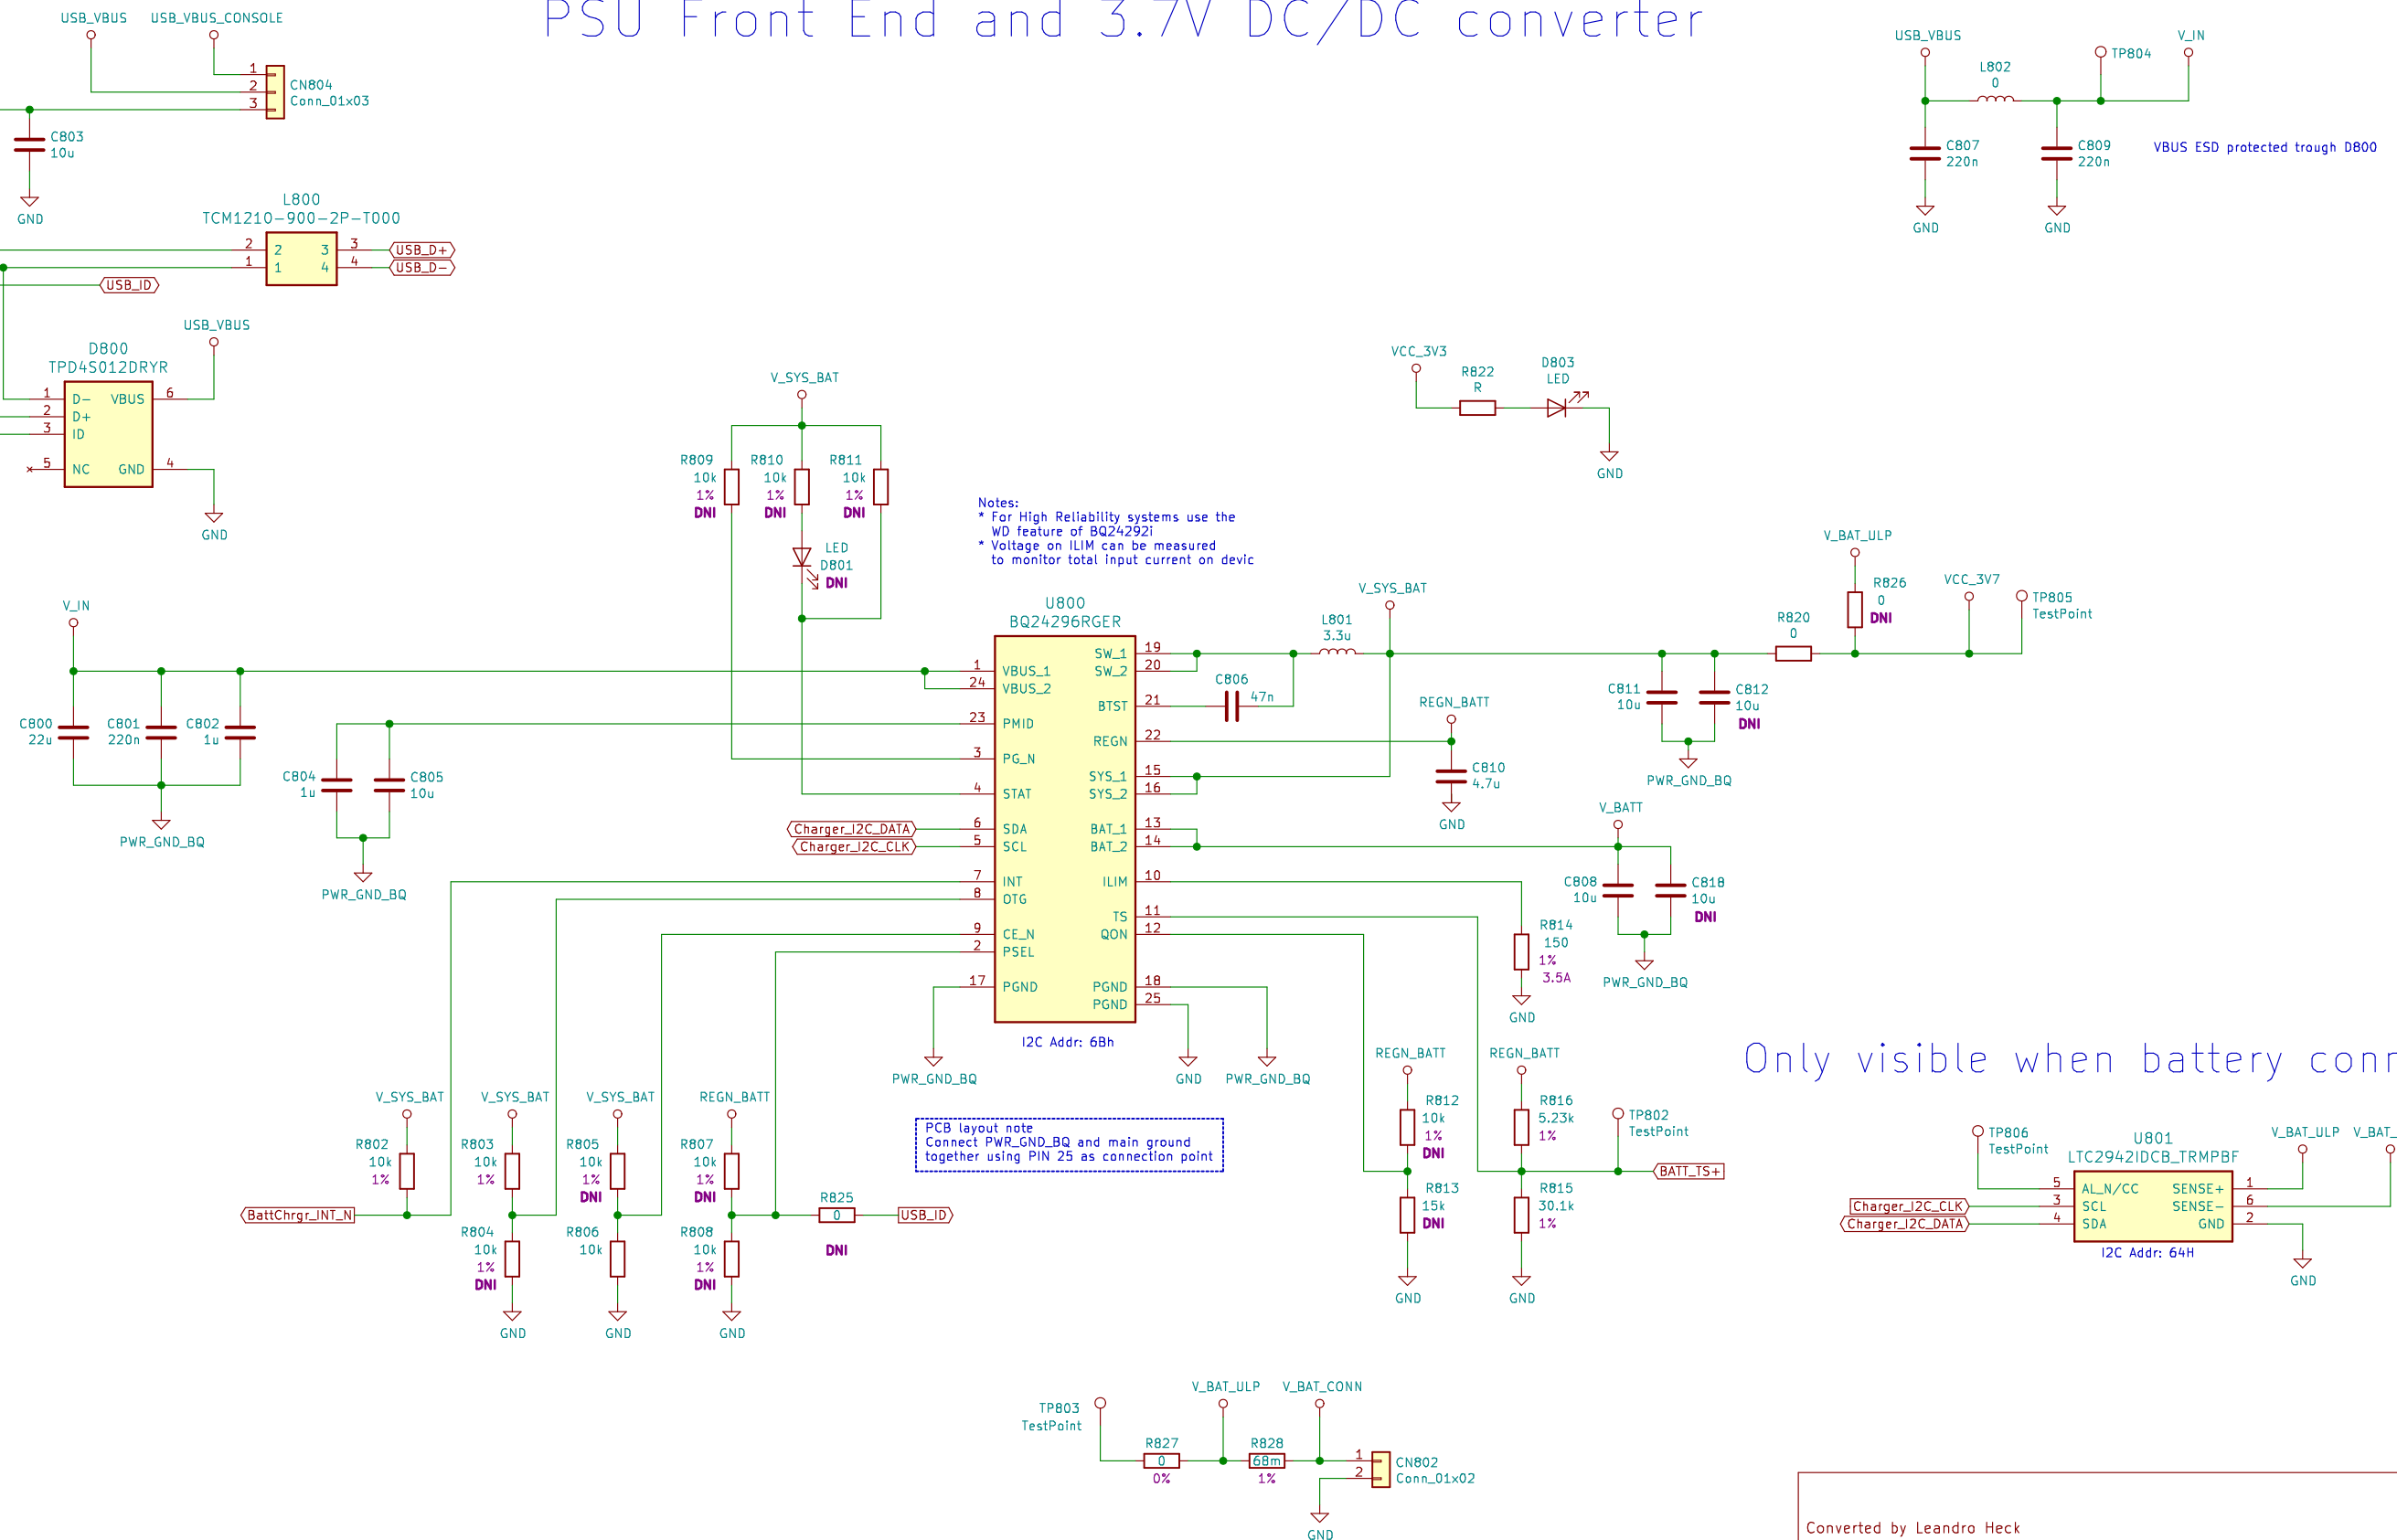 PSU Front End and 3.7V DC/DC converter
USB_VBUS
USB_VBUS_CONSOLE
1
2
3
CN804
Conn_01x03
C803
10u
GND
L800
TCM1210-900-2P-T000
2
1
2
1
3
4
3
4
USB_D+
USB_D-
USB_ID
USB_VBUS
D800
TPD4S012DRYR
1
2
3
5
D-
D+
ID
NC
VBUS
GND
6
4
GND
USB_VBUS
L802
0
TP804
V_IN
C807
220n
C809
220n
GND
GND
VBUS ESD protected trough D800
VCC_3V3
R822
R
D803
LED
GND
V_SYS_BAT
R809
10k
1%
DNI
R810
10k
1%
DNI
R811
10k
1%
DNI
LED
D801
DNI
Notes:
* For High Reliability systems use the
WD feature of BQ24292i
* Voltage on ILIM can be measured
to monitor total input current on devic
V_IN
C800
22u
C801
220n
C802
1u
PWR_GND_BQ
C804
1u
C805
10u
PWR_GND_BQ
U800
BQ24296RGER
1
24
23
3
4
6
5
7
8
9
2
17
VBUS_1
VBUS_2
PMID
PG_N
STAT
SDA
SCL
INT
OTG
CE_N
PSEL
PGND
SW_1
SW_2
BTST
REGN
SYS_1
SYS_2
BAT_1
BAT_2
ILIM
TS
QON
PGND
PGND
19
20
21
22
15
16
13
14
10
11
12
18
25
I2C Addr: 6Bh
Charger_I2C_DATA
Charger_I2C_CLK
PWR_GND_BQ
GND
PWR_GND_BQ
C806
47n
L801
3.3u
V_SYS_BAT
REGN_BATT
C810
4.7u
GND
C811
10u
C812
10u
DNI
PWR_GND_BQ
R820
0
V_BAT_ULP
R826
0
DNI
VCC_3V7
TP805
TestPoint
V_BATT
C808
10u
C818
10u
DNI
PWR_GND_BQ
R814
150
1%
3.5A
GND
PCB layout note
Connect PWR_GND_BQ and main ground
together using PIN 25 as connection point
V_SYS_BAT
R802
10k
1%
BattChrgr_INT_N
V_SYS_BAT
R803
10k
1%
R804
10k
1%
DNI
GND
V_SYS_BAT
R805
10k
1%
DNI
R806
10k
GND
REGN_BATT
R807
10k
1%
DNI
R808
10k
1%
DNI
GND
R825
0
DNI
USB_ID
REGN_BATT
R812
10k
1%
DNI
R813
15k
DNI
GND
REGN_BATT
R816
5.23k
1%
R815
30.1k
1%
GND
TP802
TestPoint
BATT_TS+
Only visible when battery conn
TP806
TestPoint
U801
LTC2942IDCB_TRMPBF
5
3
4
AL_N/CC
SCL
SDA
SENSE+
SENSE-
GND
1
6
2
Charger_I2C_CLK
Charger_I2C_DATA
I2C Addr: 64H
V_BAT_ULP
V_BAT_
GND
TP803
TestPoint
R827
0
0%
V_BAT_ULP
R828
68m
1%
V_BAT_CONN
1
2
CN802
Conn_01x02
GND
Converted by Leandro Heck